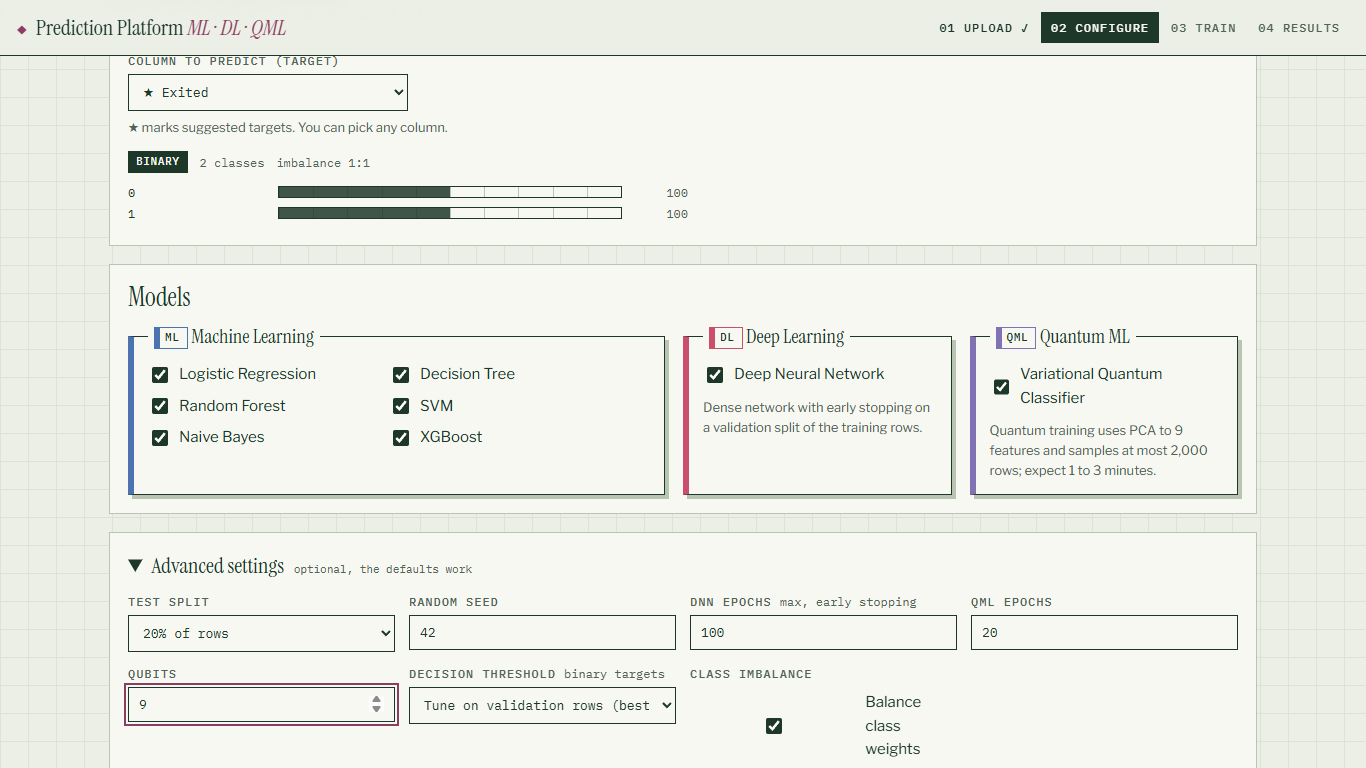 ◆ Prediction Platform ML · DL · QML
01 UPLOAD ✓ 02 CONFIGURE 03 TRAIN 04 RESULTS
COLUMN TO PREDICT (TARGET)
★ Exited
★ marks suggested targets. You can pick any column.
BINARY 2 classes imbalance 1:1
0 100
1 100
Models
ML Machine Learning
Logistic Regression
Decision Tree
Random Forest
SVM
Naive Bayes
XGBoost
DL Deep Learning
Deep Neural Network
Dense network with early stopping on
a validation split of the training rows.
QML Quantum ML
Variational Quantum
Classifier
Quantum training uses PCA to 9
features and samples at most 2,000
rows; expect 1 to 3 minutes.
▼ Advanced settings optional, the defaults work
TEST SPLIT
20% of rows
RANDOM SEED
42
DNN EPOCHS max, early stopping
100
QML EPOCHS
20
QUBITS
9
DECISION THRESHOLD binary targets
Tune on validation rows (best
CLASS IMBALANCE
Balance
class
weights